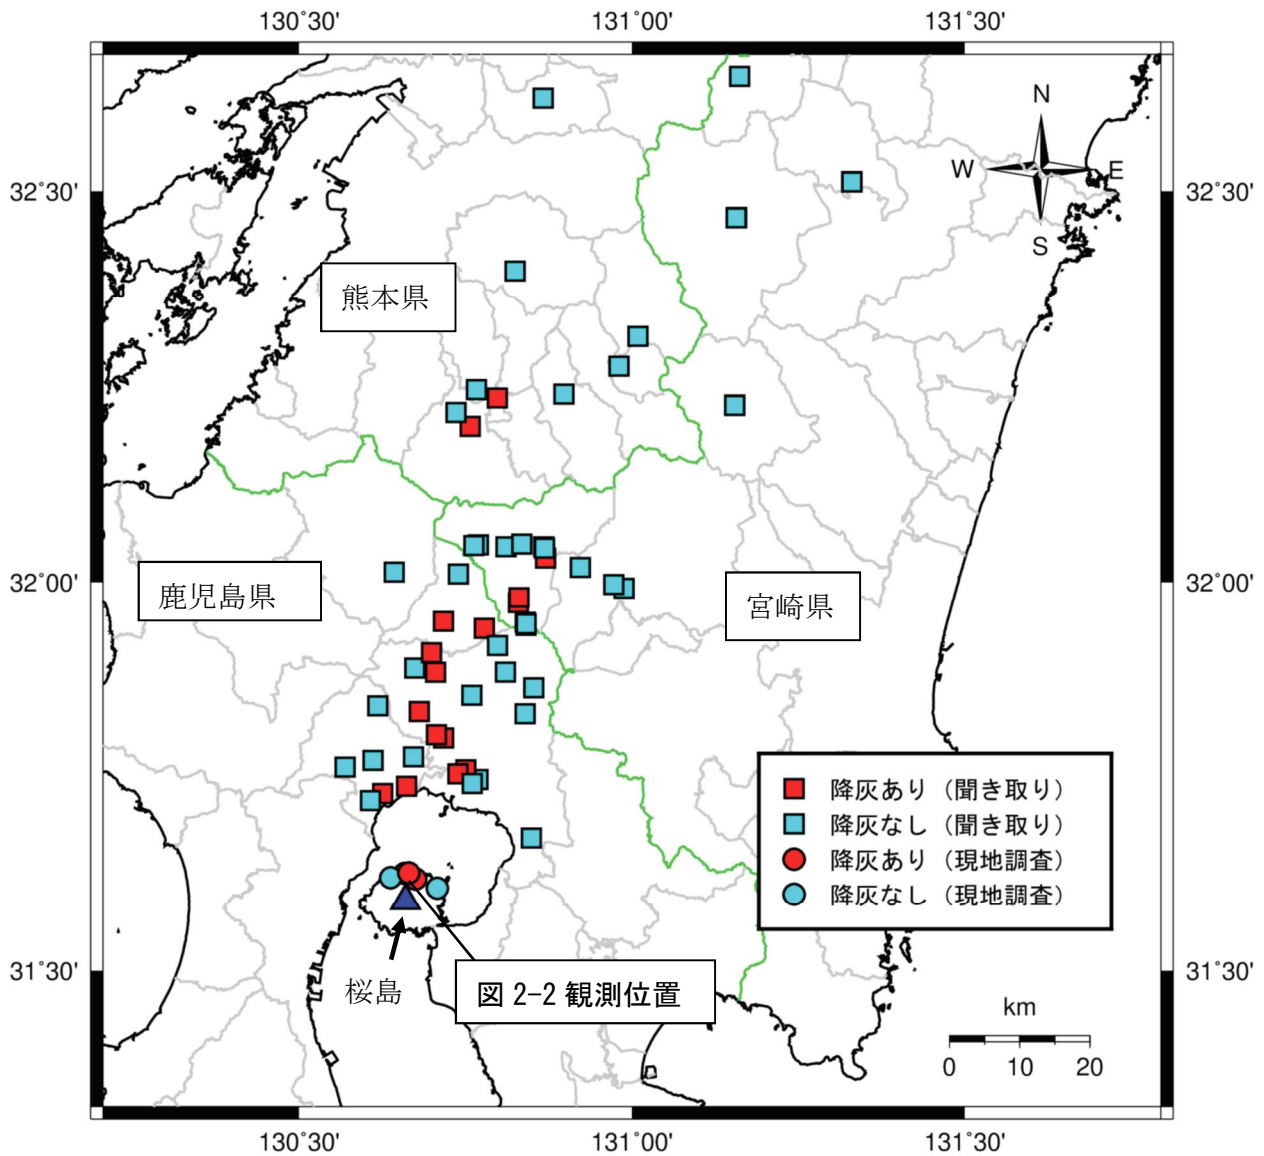 130˚30' 131˚00' 131˚30'
N
W E
S
32˚30' 32˚30'
熊本県
32˚00' 32˚00'
鹿児島県
宮崎県
降灰あり（聞き取り）
降灰なし（聞き取り）
降灰あり（現地調査）
降灰なし（現地調査）
桜島
図 2-2 観測位置
31˚30' 31˚30'
km
0 10 20
130˚30' 131˚00' 131˚30'